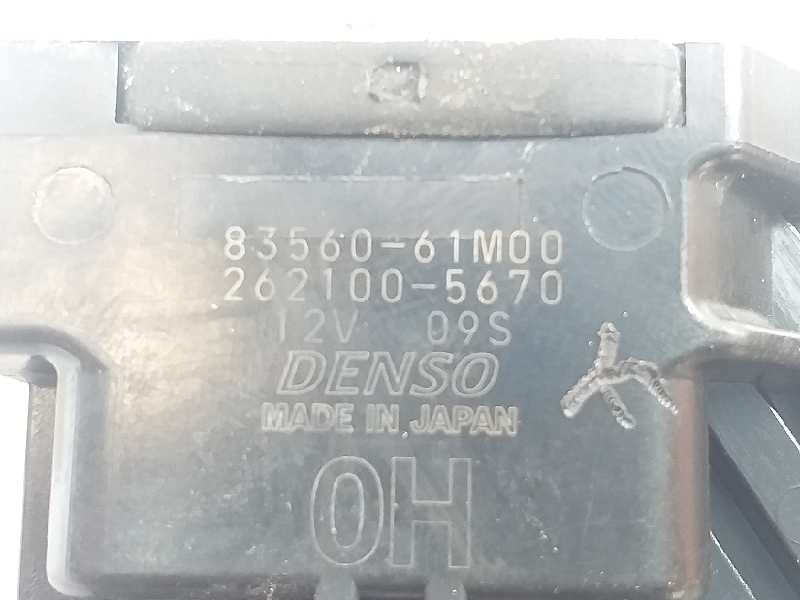 83560-61M00
262100-5670
12V 09S
DENSO
MADE IN JAPAN
0H